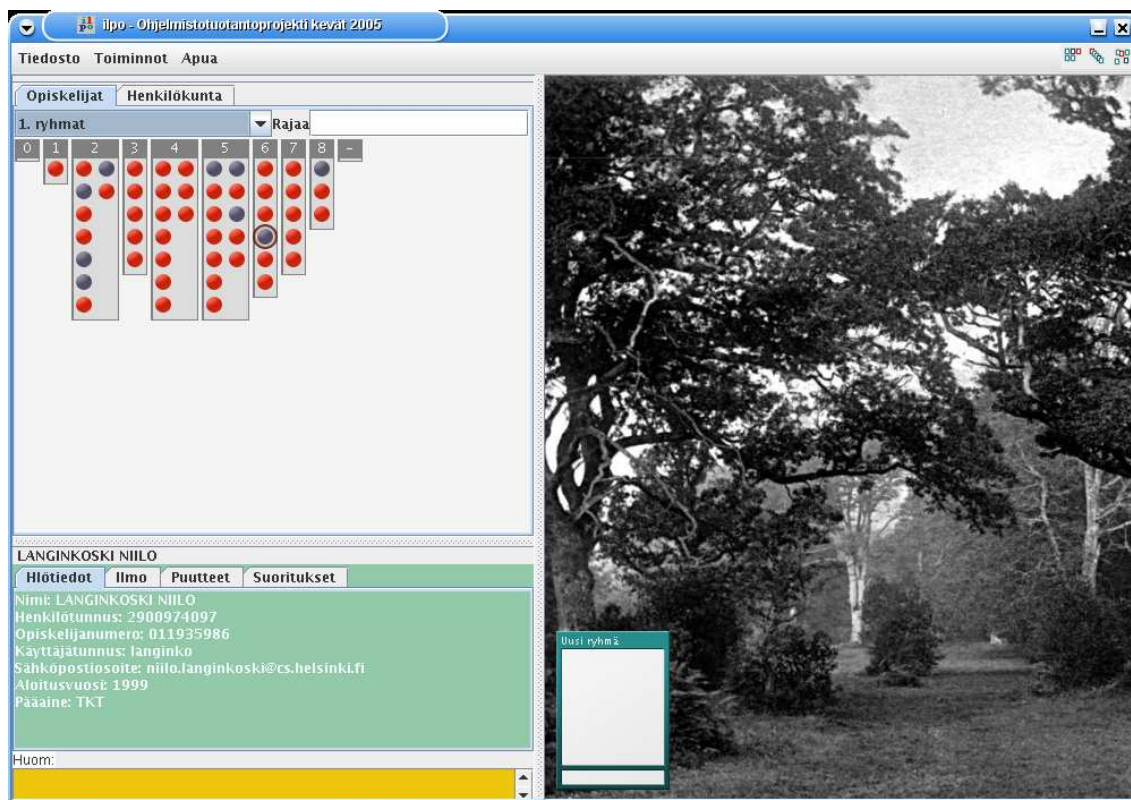 ilpo - Ohjelmistotuotantoprojekti kevät 2005
Tiedosto Toiminnot Apua
Opiskelijat Henkilökunta
1. ryhmat Rajaa
0 1 2 3 4 5 6 7 8 -
LANGINKOSKI NIILO
Hlötiedot Ilmo Puutteet Suoritukset
Nimi: LANGINKOSKI NIILO
Henkilötunnus: 2900974097
Opiskelijanumero: 011935986
Käyttäjätunnus: langinko
Sähköpostiosoite: niilo.langinkoski@cs.helsinki.fi
Aloitusvuosi: 1999
Pääaine: TKT
Huom:
Uusi ryhmä